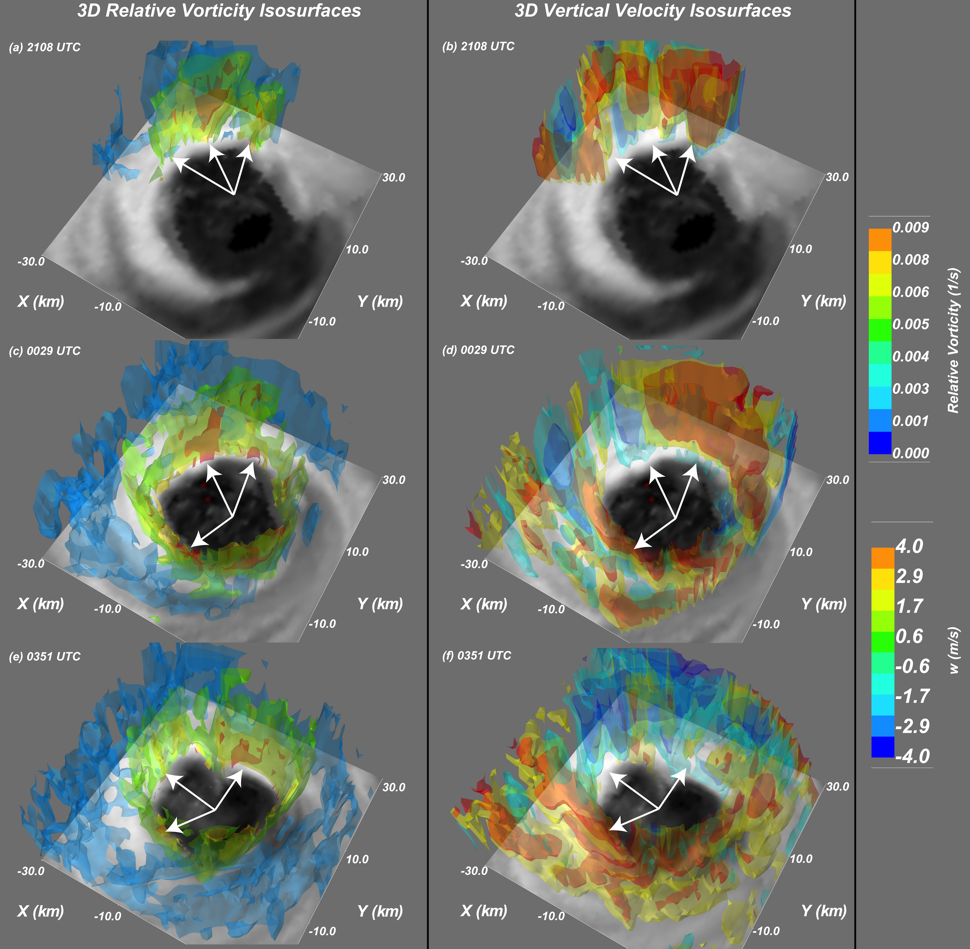 3D Relative Vorticity Isosurfaces
3D Vertical Velocity Isosurfaces
(a) 2108 UTC
30.0
10.0
-10.0
-30.0
-10.0
X (km)
Y (km)
(b) 2108 UTC
30.0
10.0
-10.0
-30.0
-10.0
X (km)
Y (km)
(c) 0029 UTC
30.0
10.0
-10.0
-30.0
-10.0
X (km)
Y (km)
(d) 0029 UTC
30.0
10.0
-10.0
-30.0
-10.0
X (km)
Y (km)
(e) 0351 UTC
30.0
10.0
-10.0
-30.0
-10.0
X (km)
Y (km)
(f) 0351 UTC
30.0
10.0
-10.0
-30.0
-10.0
X (km)
Y (km)
0.009
0.008
0.006
0.005
0.004
0.003
0.001
0.000
Relative Vorticity (1/s)
4.0
2.9
1.7
0.6
-0.6
-1.7
-2.9
-4.0
w (m/s)